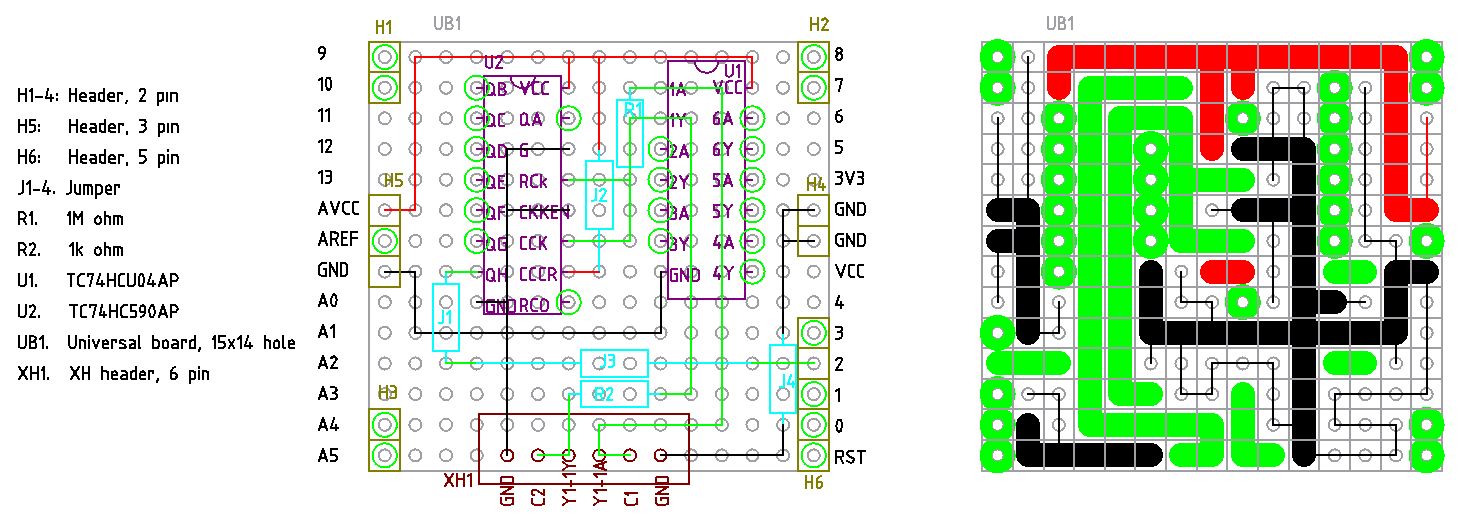 H1-4: Header, 2 pin
H5: Header, 3 pin
H6: Header, 5 pin
J1-4. Jumper
R1. 1M ohm
R2. 1k ohm
U1. TC74HCU04AP
U2. TC74HC590AP
UB1. Universal board, 15x14 hole
XH1. XH header, 6 pin
H1
UB1
H2
9
8
10
7
11
6
12
5
13
3V3
AVCC
GND
AREF
GND
GND
VCC
A0
4
A1
3
A2
2
A3
1
A4
0
A5
RST
H5
H4
H3
H6
U2
QB VCC
QC QA
QD G
QE RCk
QF CKKEN
QG CCK
QH CCCR
GND RCO
U1
1A VCC
1Y 6A
2A 6Y
2Y 5A
3A 5Y
3Y 4A
GND 4Y
R1
J2
J1
J3
R2
J4
XH1
GND
C2
Y1-1Y
Y1-1A
C1
GND
UB1